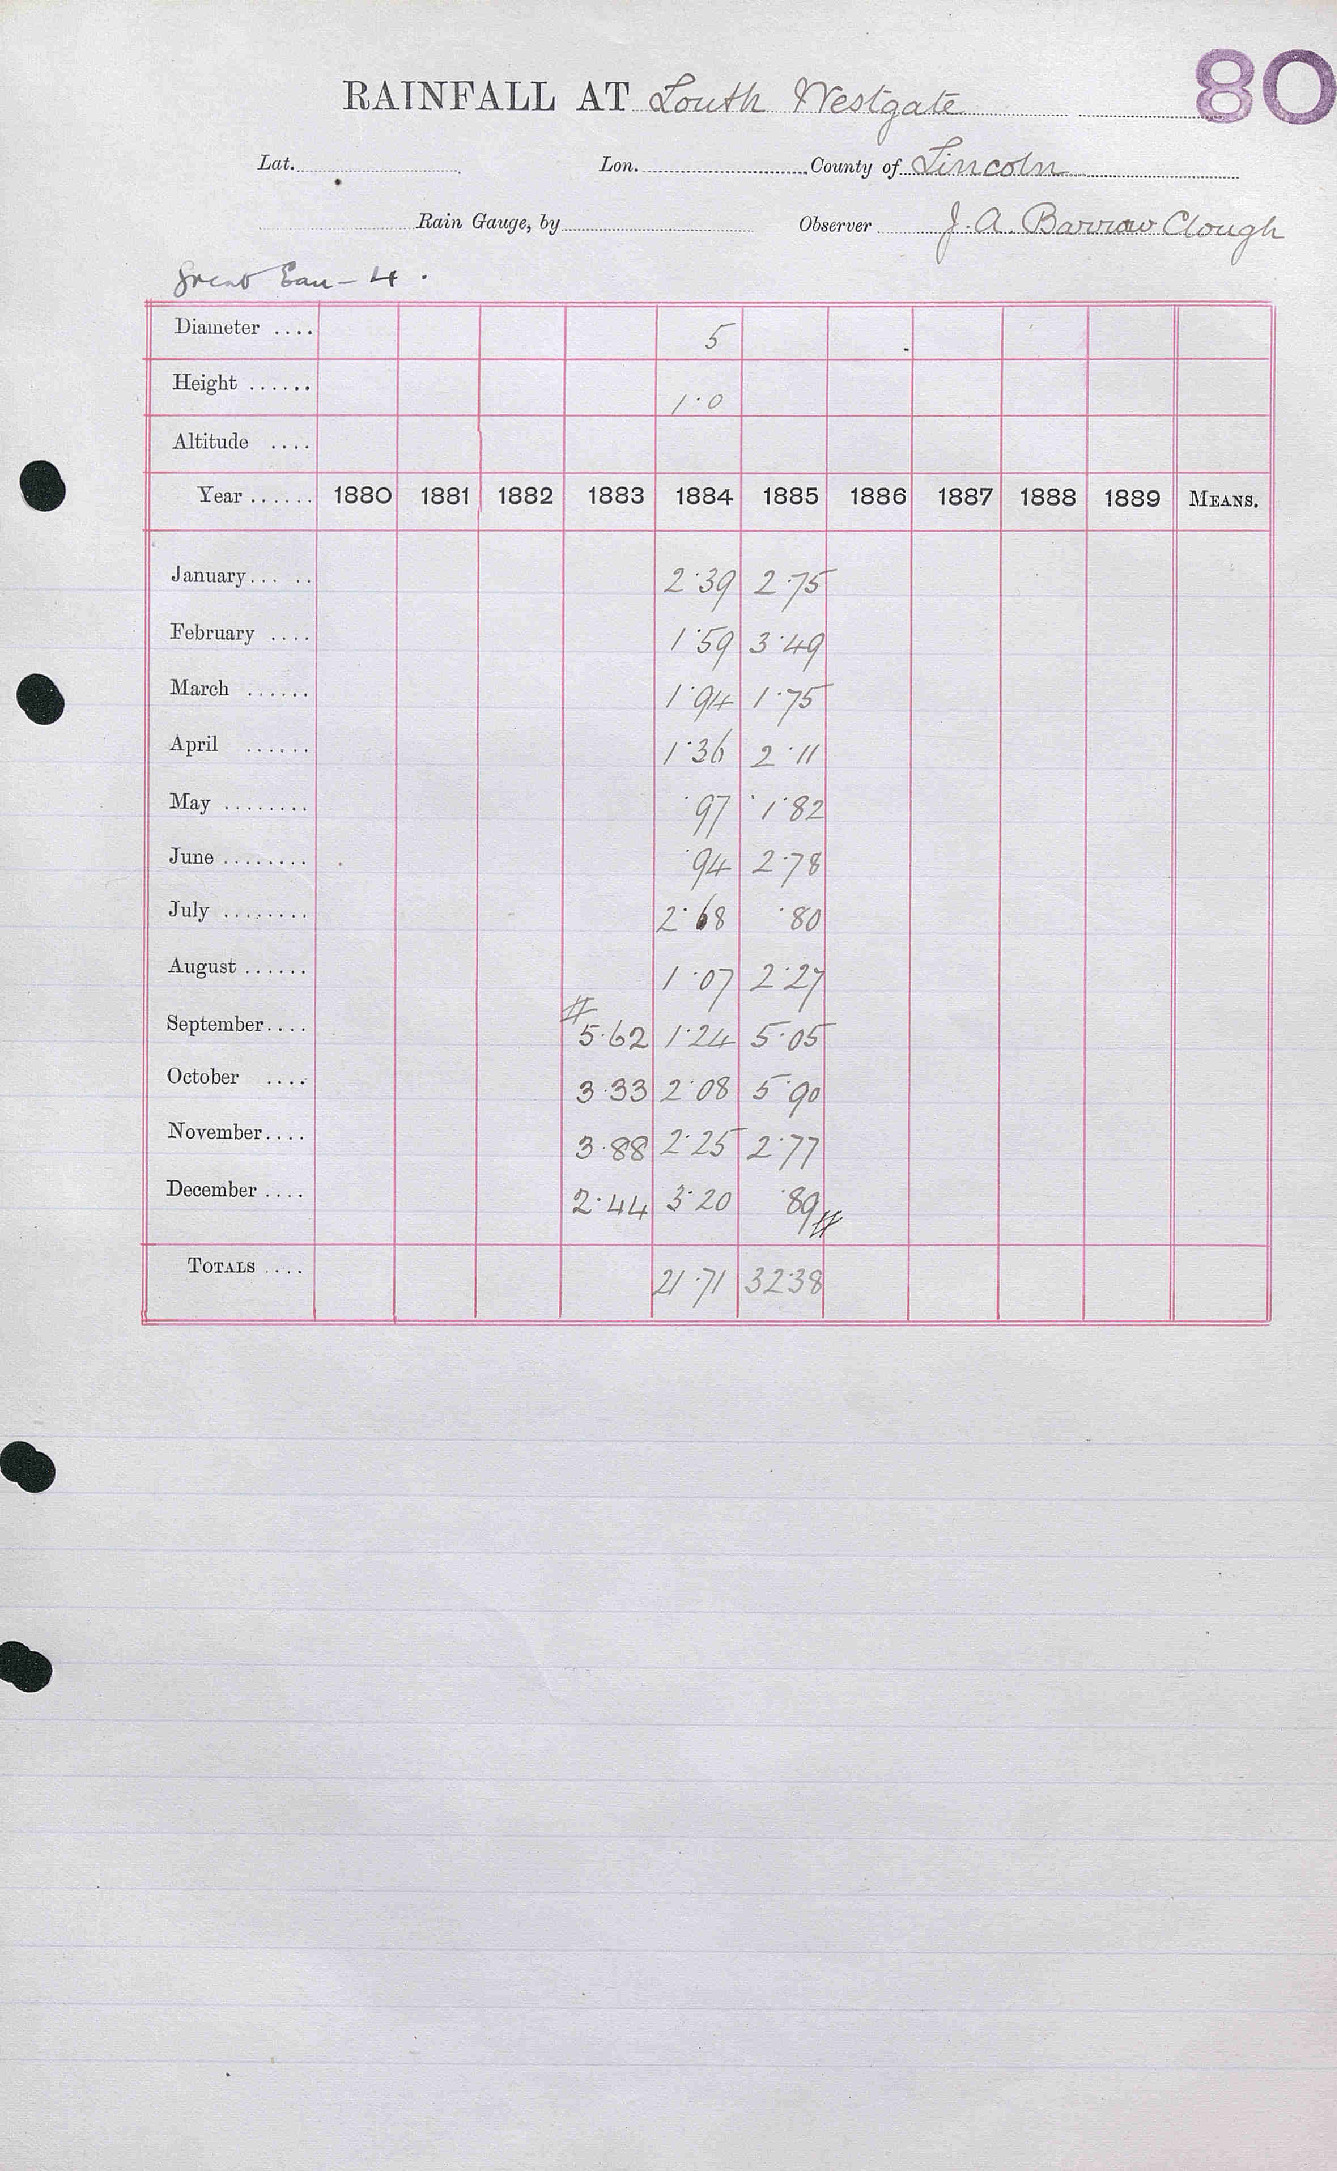 80
RAINFALL AT Louth Westgate
Lat. Lon. County of Lincoln
Rain Gauge, by Observer J. A. Barrow Clough
Great Eau - 4.
Diameter .... 5
Height ...... 1·0
Altitude ....
Year ...... 1880 1881 1882 1883 1884 1885 1886 1887 1888 1889 MEANS.
January ... .. 2·39 2·75
February .... 1·59 3·49
March ...... 1·94 1·75
April ...... 1·36 2·11
May ........ ·97 1·82
June ........ ·94 2·78
July ........ 2·68 ·80
August ...... 1·07 2·27
September .... # 5·62 1·24 5·05
October .... 3·33 2·08 5·90
November .... 3·88 2·25 2·77
December .... 2·44 3·20 ·89 #
TOTALS .... 21·71 32·38